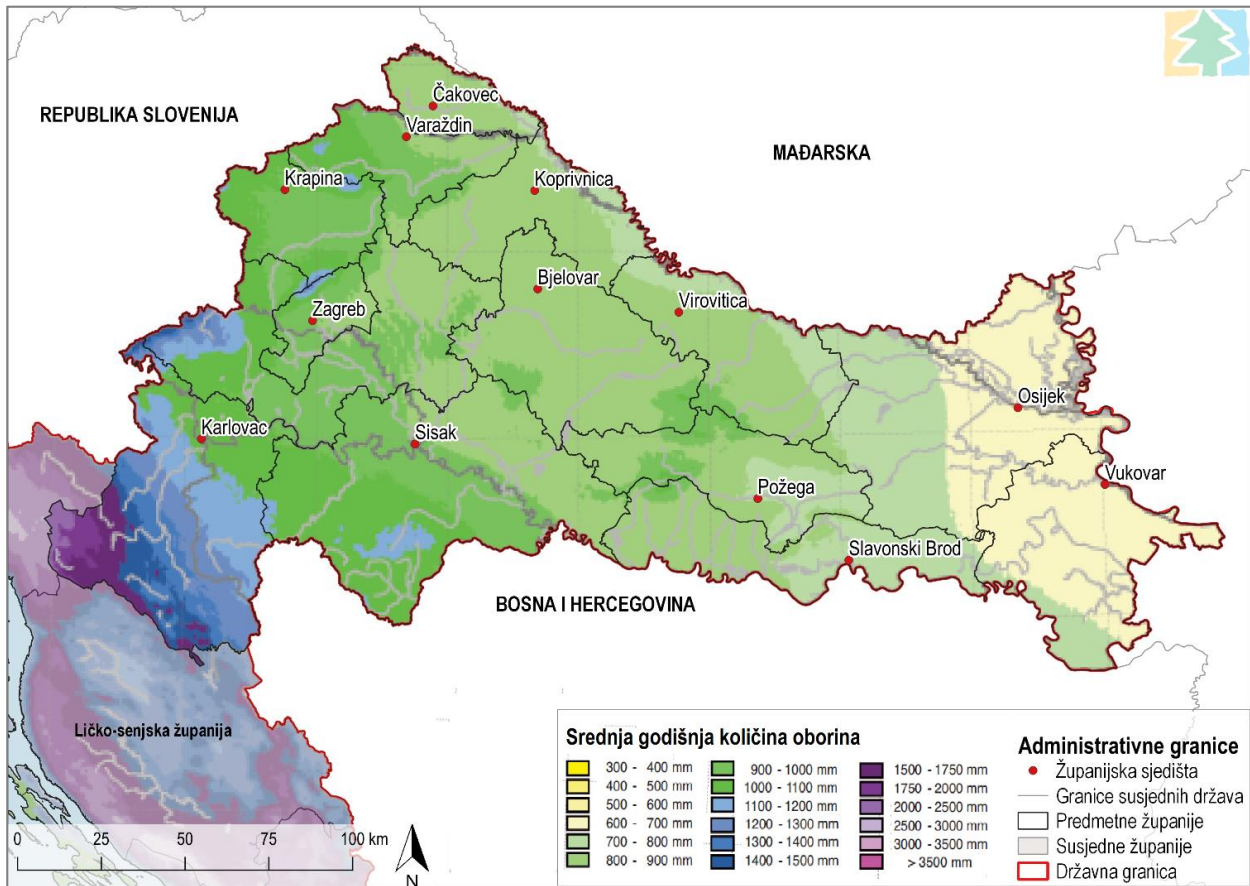 REPUBLIKA SLOVENIJA
Čakovec
Varaždin
MAĐARSKA
Krapina
Koprivnica
Bjelovar
Zagreb
Virovitica
Osijek
Karlovac
Sisak
Vukovar
Požega
Slavonski Brod
BOSNA I HERCEGOVINA
Ličko-senjska županija
0 25 50 75 100 km
N
Srednja godišnja količina oborina
300 - 400 mm
400 - 500 mm
500 - 600 mm
600 - 700 mm
700 - 800 mm
800 - 900 mm
900 - 1000 mm
1000 - 1100 mm
1100 - 1200 mm
1200 - 1300 mm
1300 - 1400 mm
1400 - 1500 mm
1500 - 1750 mm
1750 - 2000 mm
2000 - 2500 mm
2500 - 3000 mm
3000 - 3500 mm
> 3500 mm
Administrativne granice
Županijska sjedišta
Granice susjednih država
Predmetne županije
Susjedne županije
Državna granica